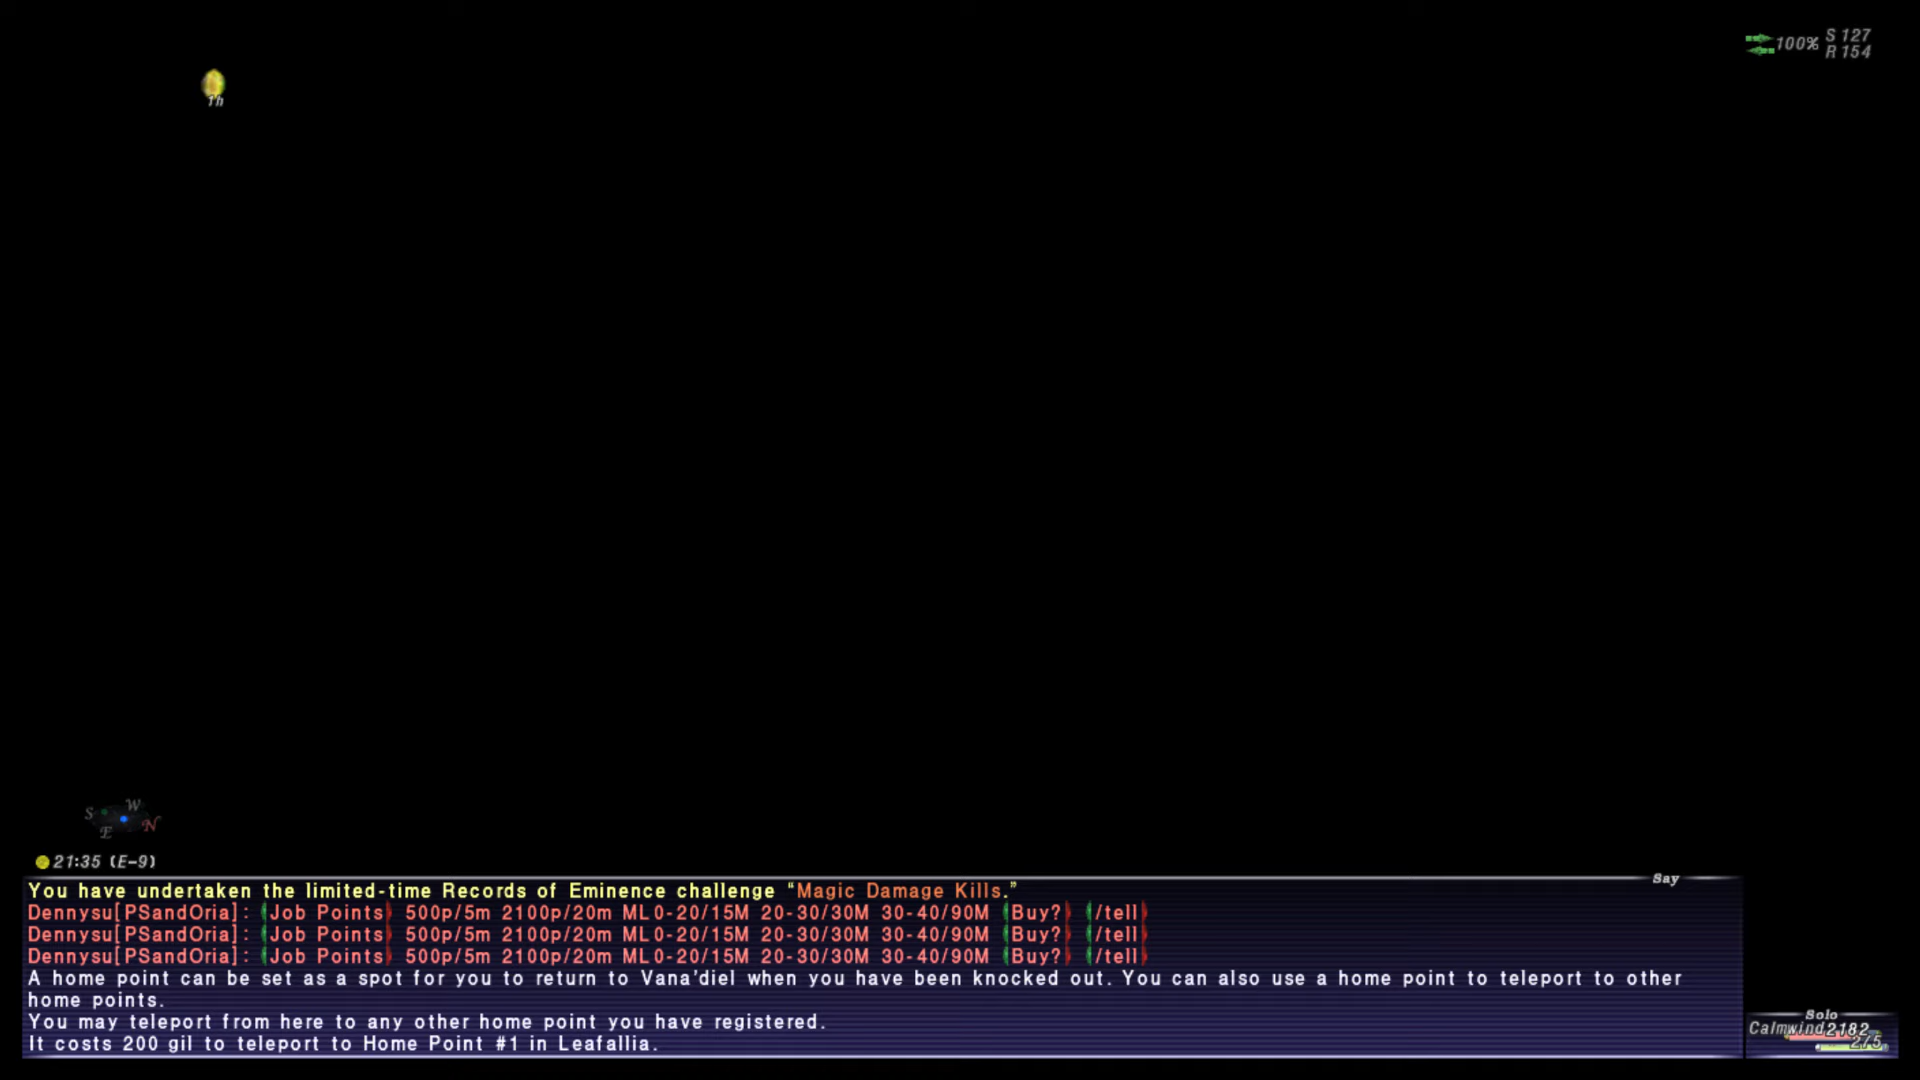 100% S 127
R 154
1h
S W
E N
21:35 (E-9)
Say
You have undertaken the limited-time Records of Eminence challenge “Magic Damage Kills.”
Dennysu[PSandOria]: Job Points 500p/5m 2100p/20m ML0-20/15M 20-30/30M 30-40/90M Buy? /tell
Dennysu[PSandOria]: Job Points 500p/5m 2100p/20m ML0-20/15M 20-30/30M 30-40/90M Buy? /tell
Dennysu[PSandOria]: Job Points 500p/5m 2100p/20m ML0-20/15M 20-30/30M 30-40/90M Buy? /tell
A home point can be set as a spot for you to return to Vana'diel when you have been knocked out. You can also use a home point to teleport to other
home points.
You may teleport from here to any other home point you have registered.
It costs 200 gil to teleport to Home Point #1 in Leafallia.
Solo
Calmwind 2182
275